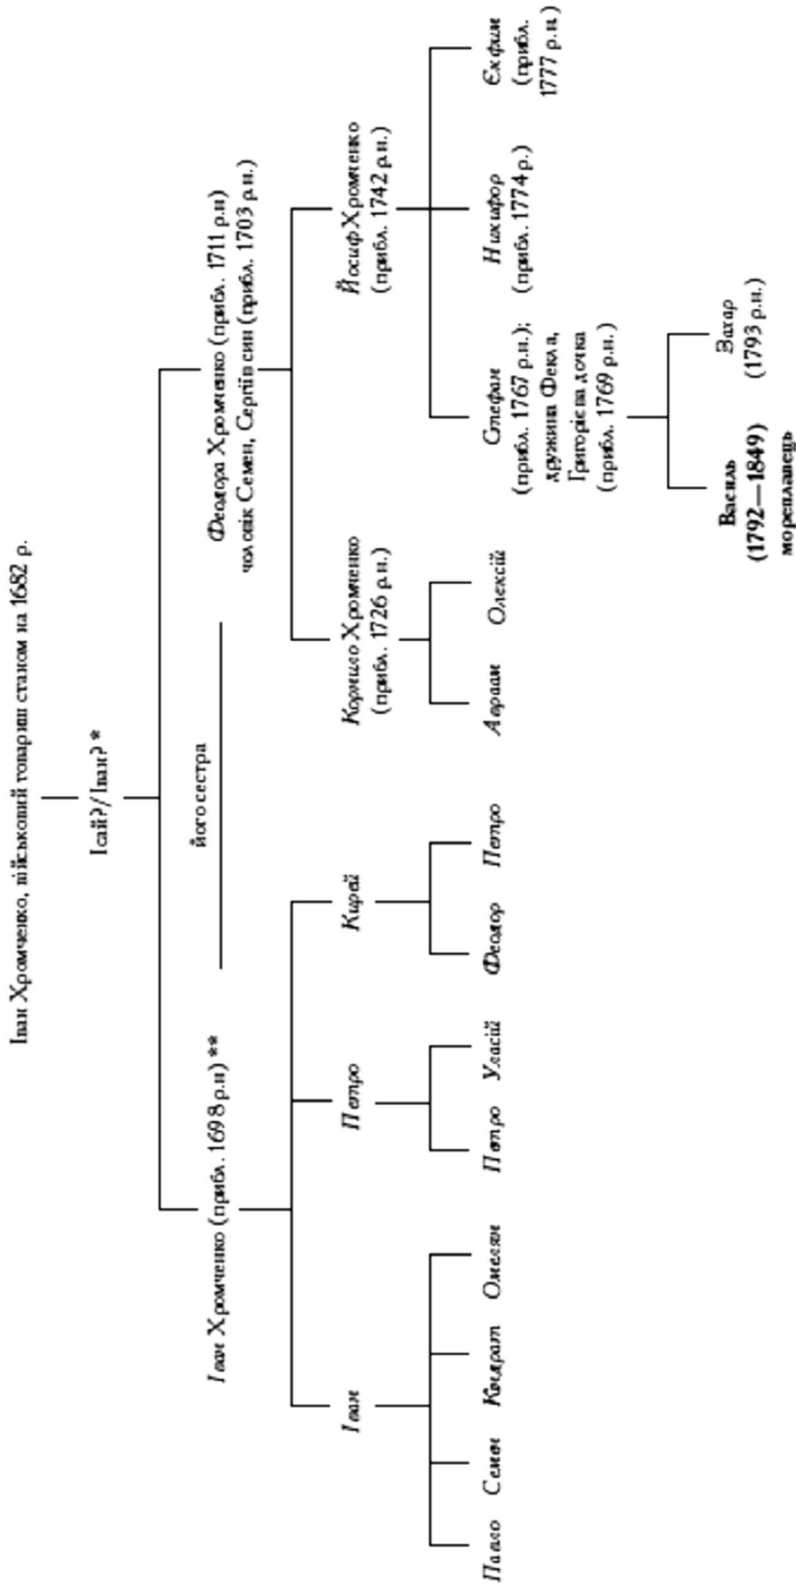 Іван Хромченко, військовий товариш станом на 1682 р.
Ісай?/Іван?*
його сестра
Іван Хромченко (прибл. 1698 р.н)**
Феодора Хромченко (прибл. 1711 р.н)
чоловік Семен, Сергіїв син (прибл. 1703 р.н.)
Іван
Петро
Кирей
Корнило Хромченко
(прибл. 1726 р.н.)
Йосиф Хромченко
(прибл. 1742 р.н.)
Павло
Семен
Кондрат
Омелян
Петро
Уласій
Феодор
Петро
Авраам
Олексій
Стефан
(прибл. 1767 р.н.);
дружина Фекла,
Григорієва дочка
(прибл. 1769 р.н.)
Никифор
(прибл. 1774 р.)
Єхфим
(прибл.
1777 р.н.)
Василь
(1792—1849)
мореплавець
Захар
(1793 р.н.)